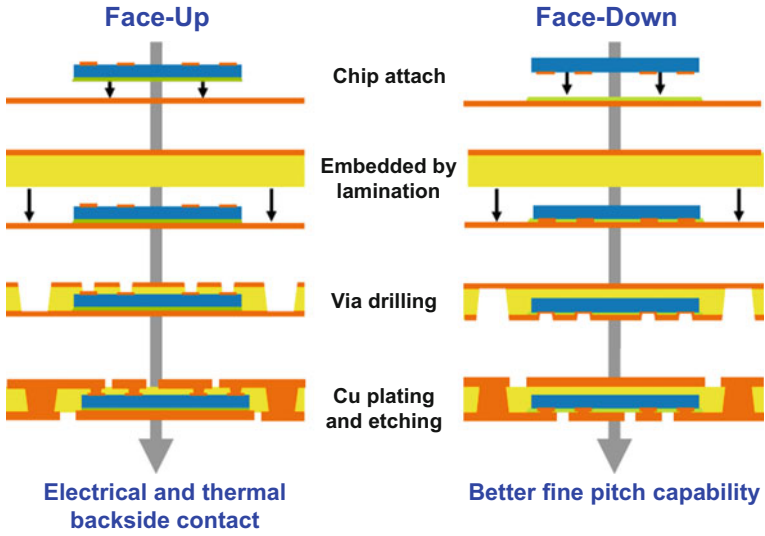 Face-Up
Face-Down
Chip attach
Embedded by
lamination
Via drilling
Cu plating
and etching
Electrical and thermal
backside contact
Better fine pitch capability